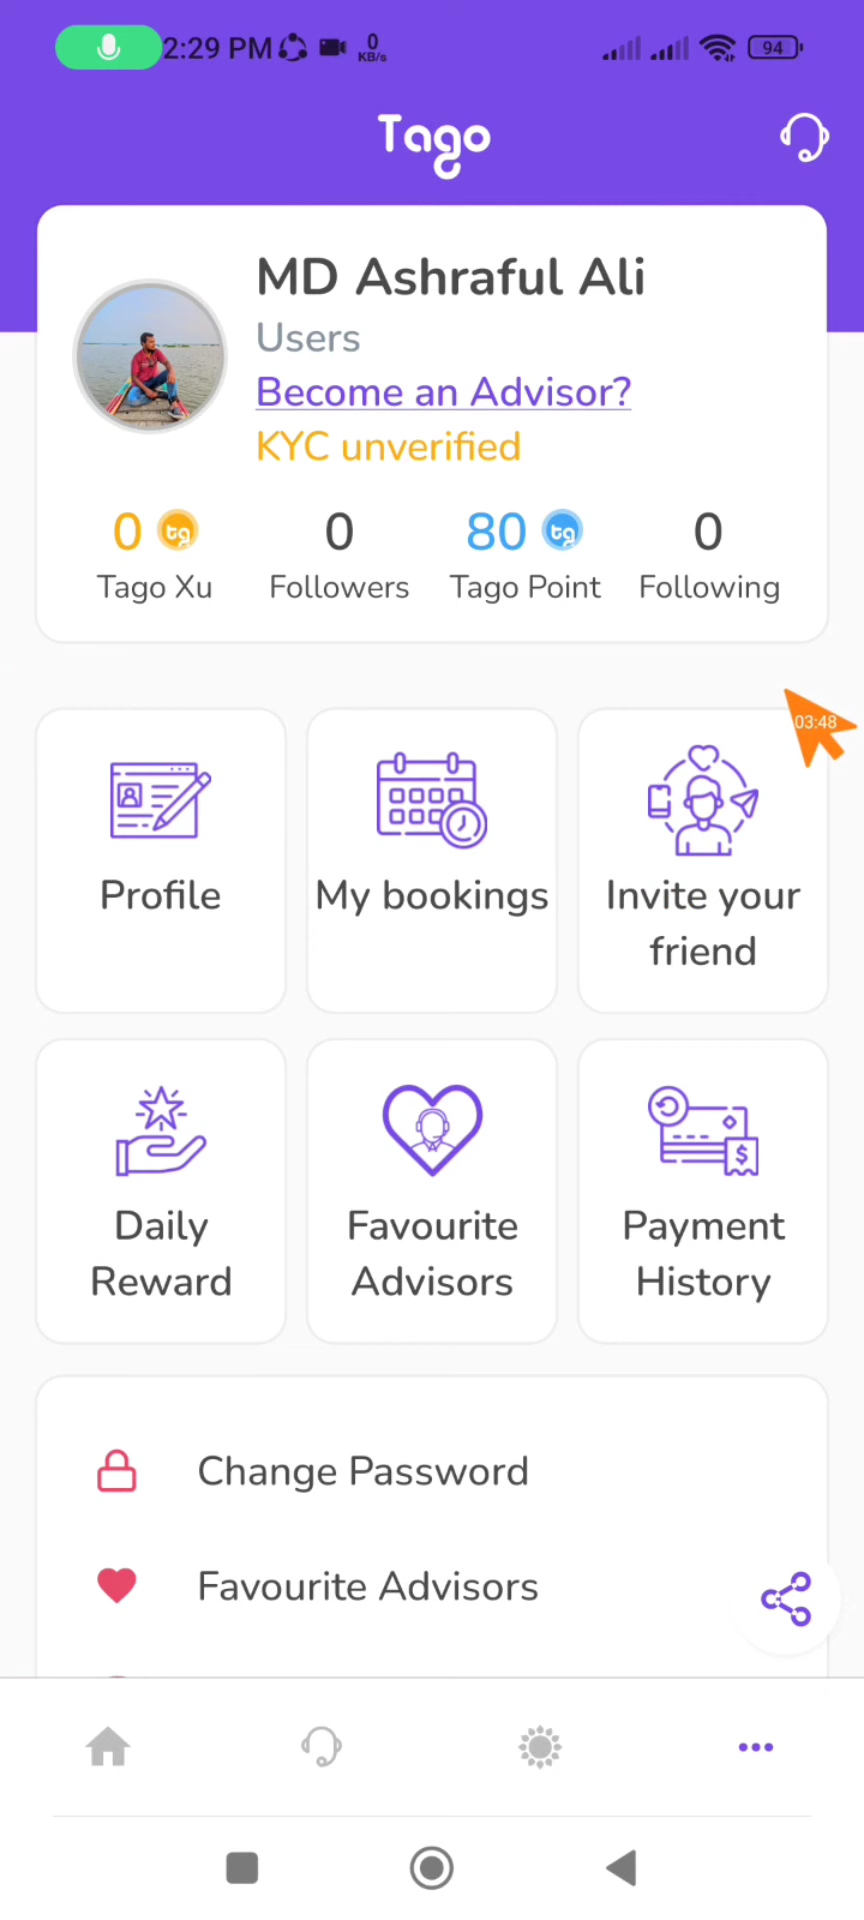 2:29 PM
0
KB/s
94
Tago
MD Ashraful Ali
Users
Become an Advisor?
KYC unverified
0 tg 0 80 tg 0
Tago Xu Followers Tago Point Following
03:48
Profile My bookings Invite your
friend
Daily Favourite Payment
Reward Advisors History
$
Change Password
Favourite Advisors